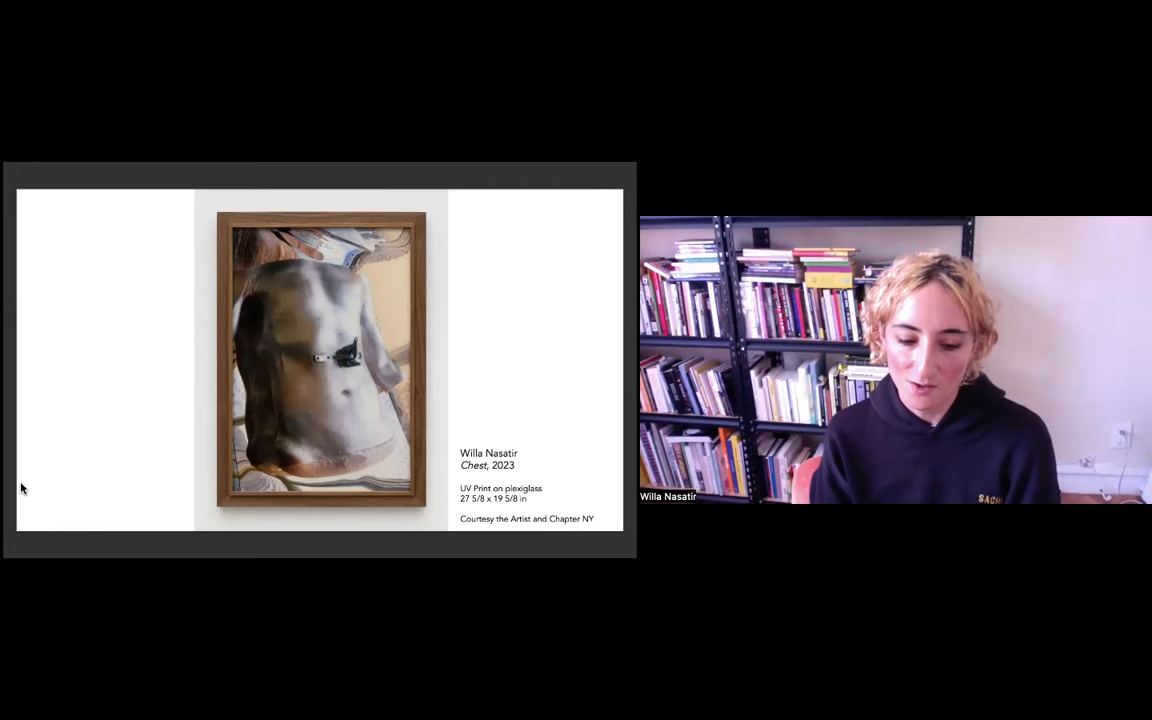 Willa Nasatir
Chest, 2023
UV Print on plexiglass
27 5/8 x 19 5/8 in
Courtesy the Artist and Chapter NY
Willa Nasatir
SACH